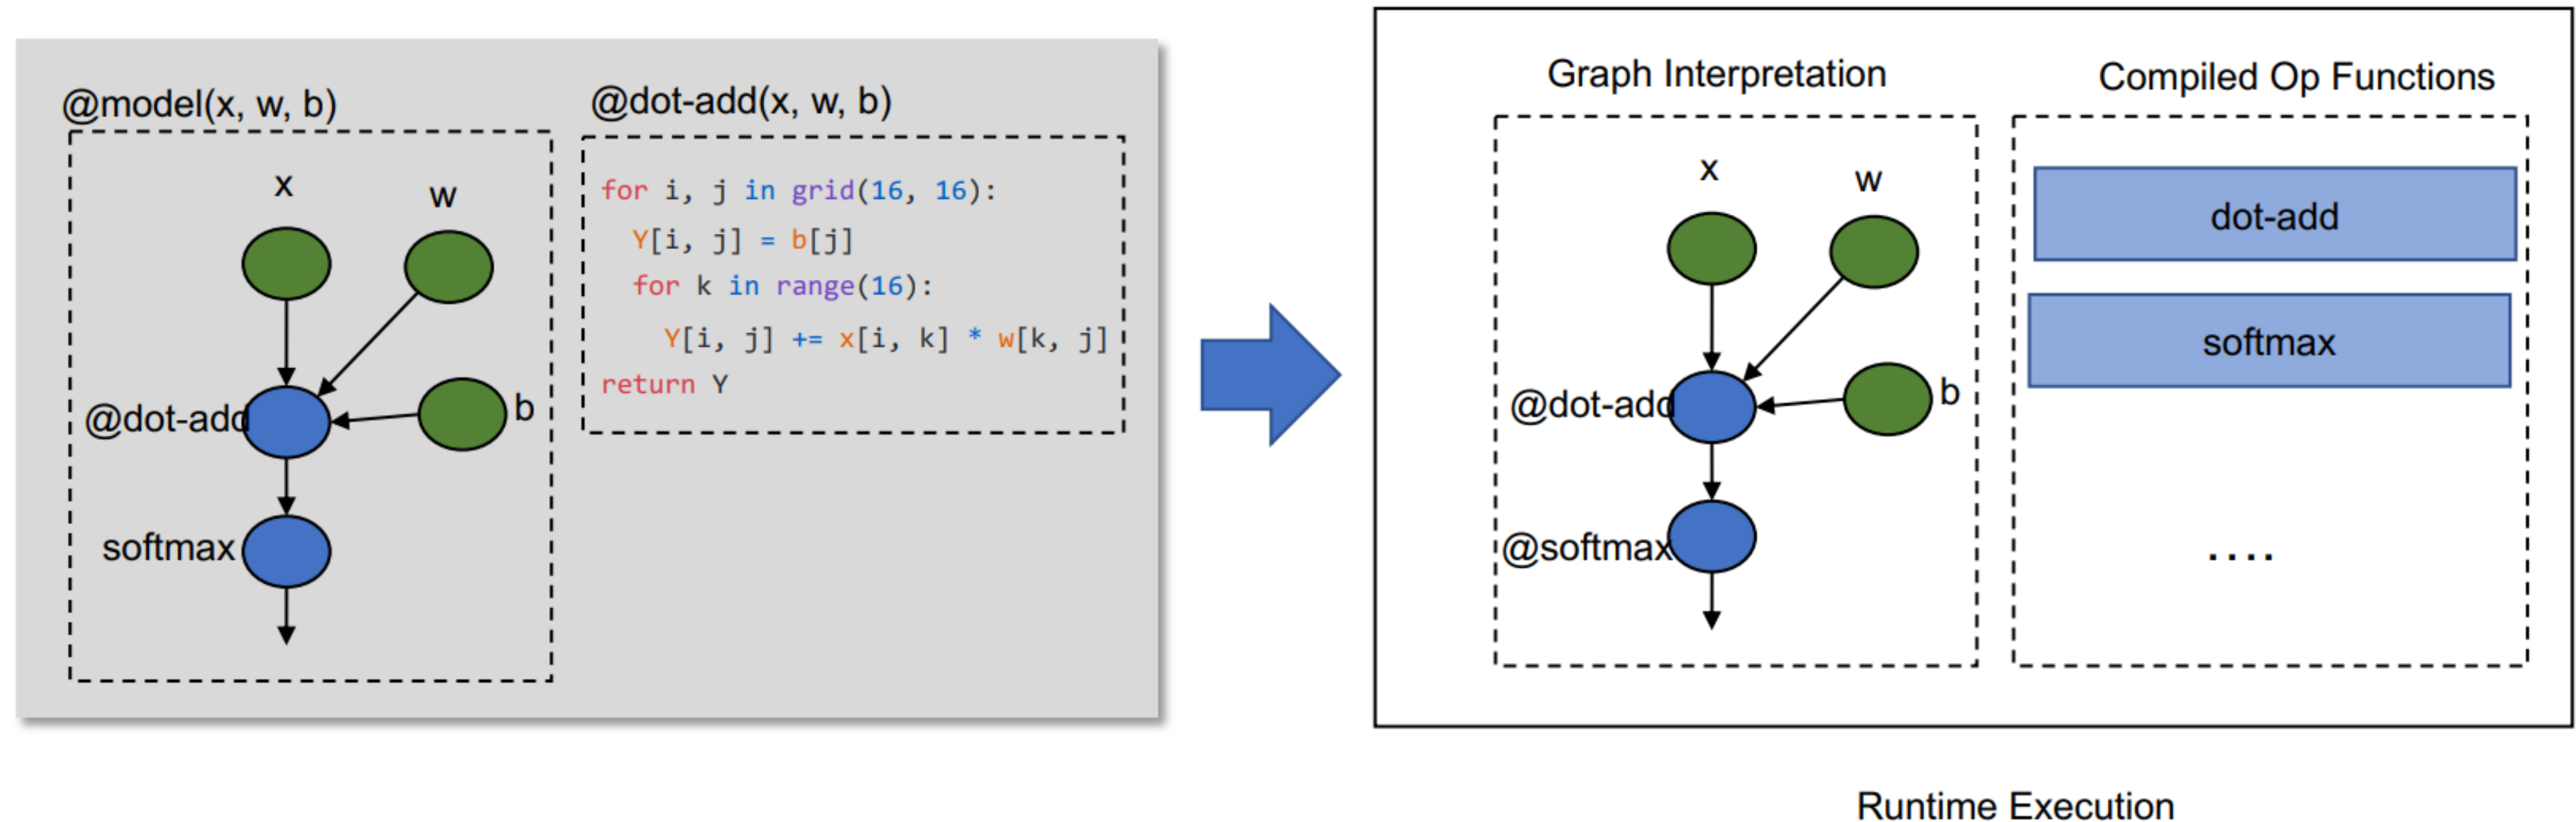 @model(x, w, b)
x
w
@dot-add
b
softmax
@dot-add(x, w, b)
for i, j in grid(16, 16):
  Y[i, j] = b[j]
  for k in range(16):
    Y[i, j] += x[i, k] * w[k, j]
return Y
Graph Interpretation
x
w
@dot-add
b
@softmax
Compiled Op Functions
dot-add
softmax
....
Runtime Execution